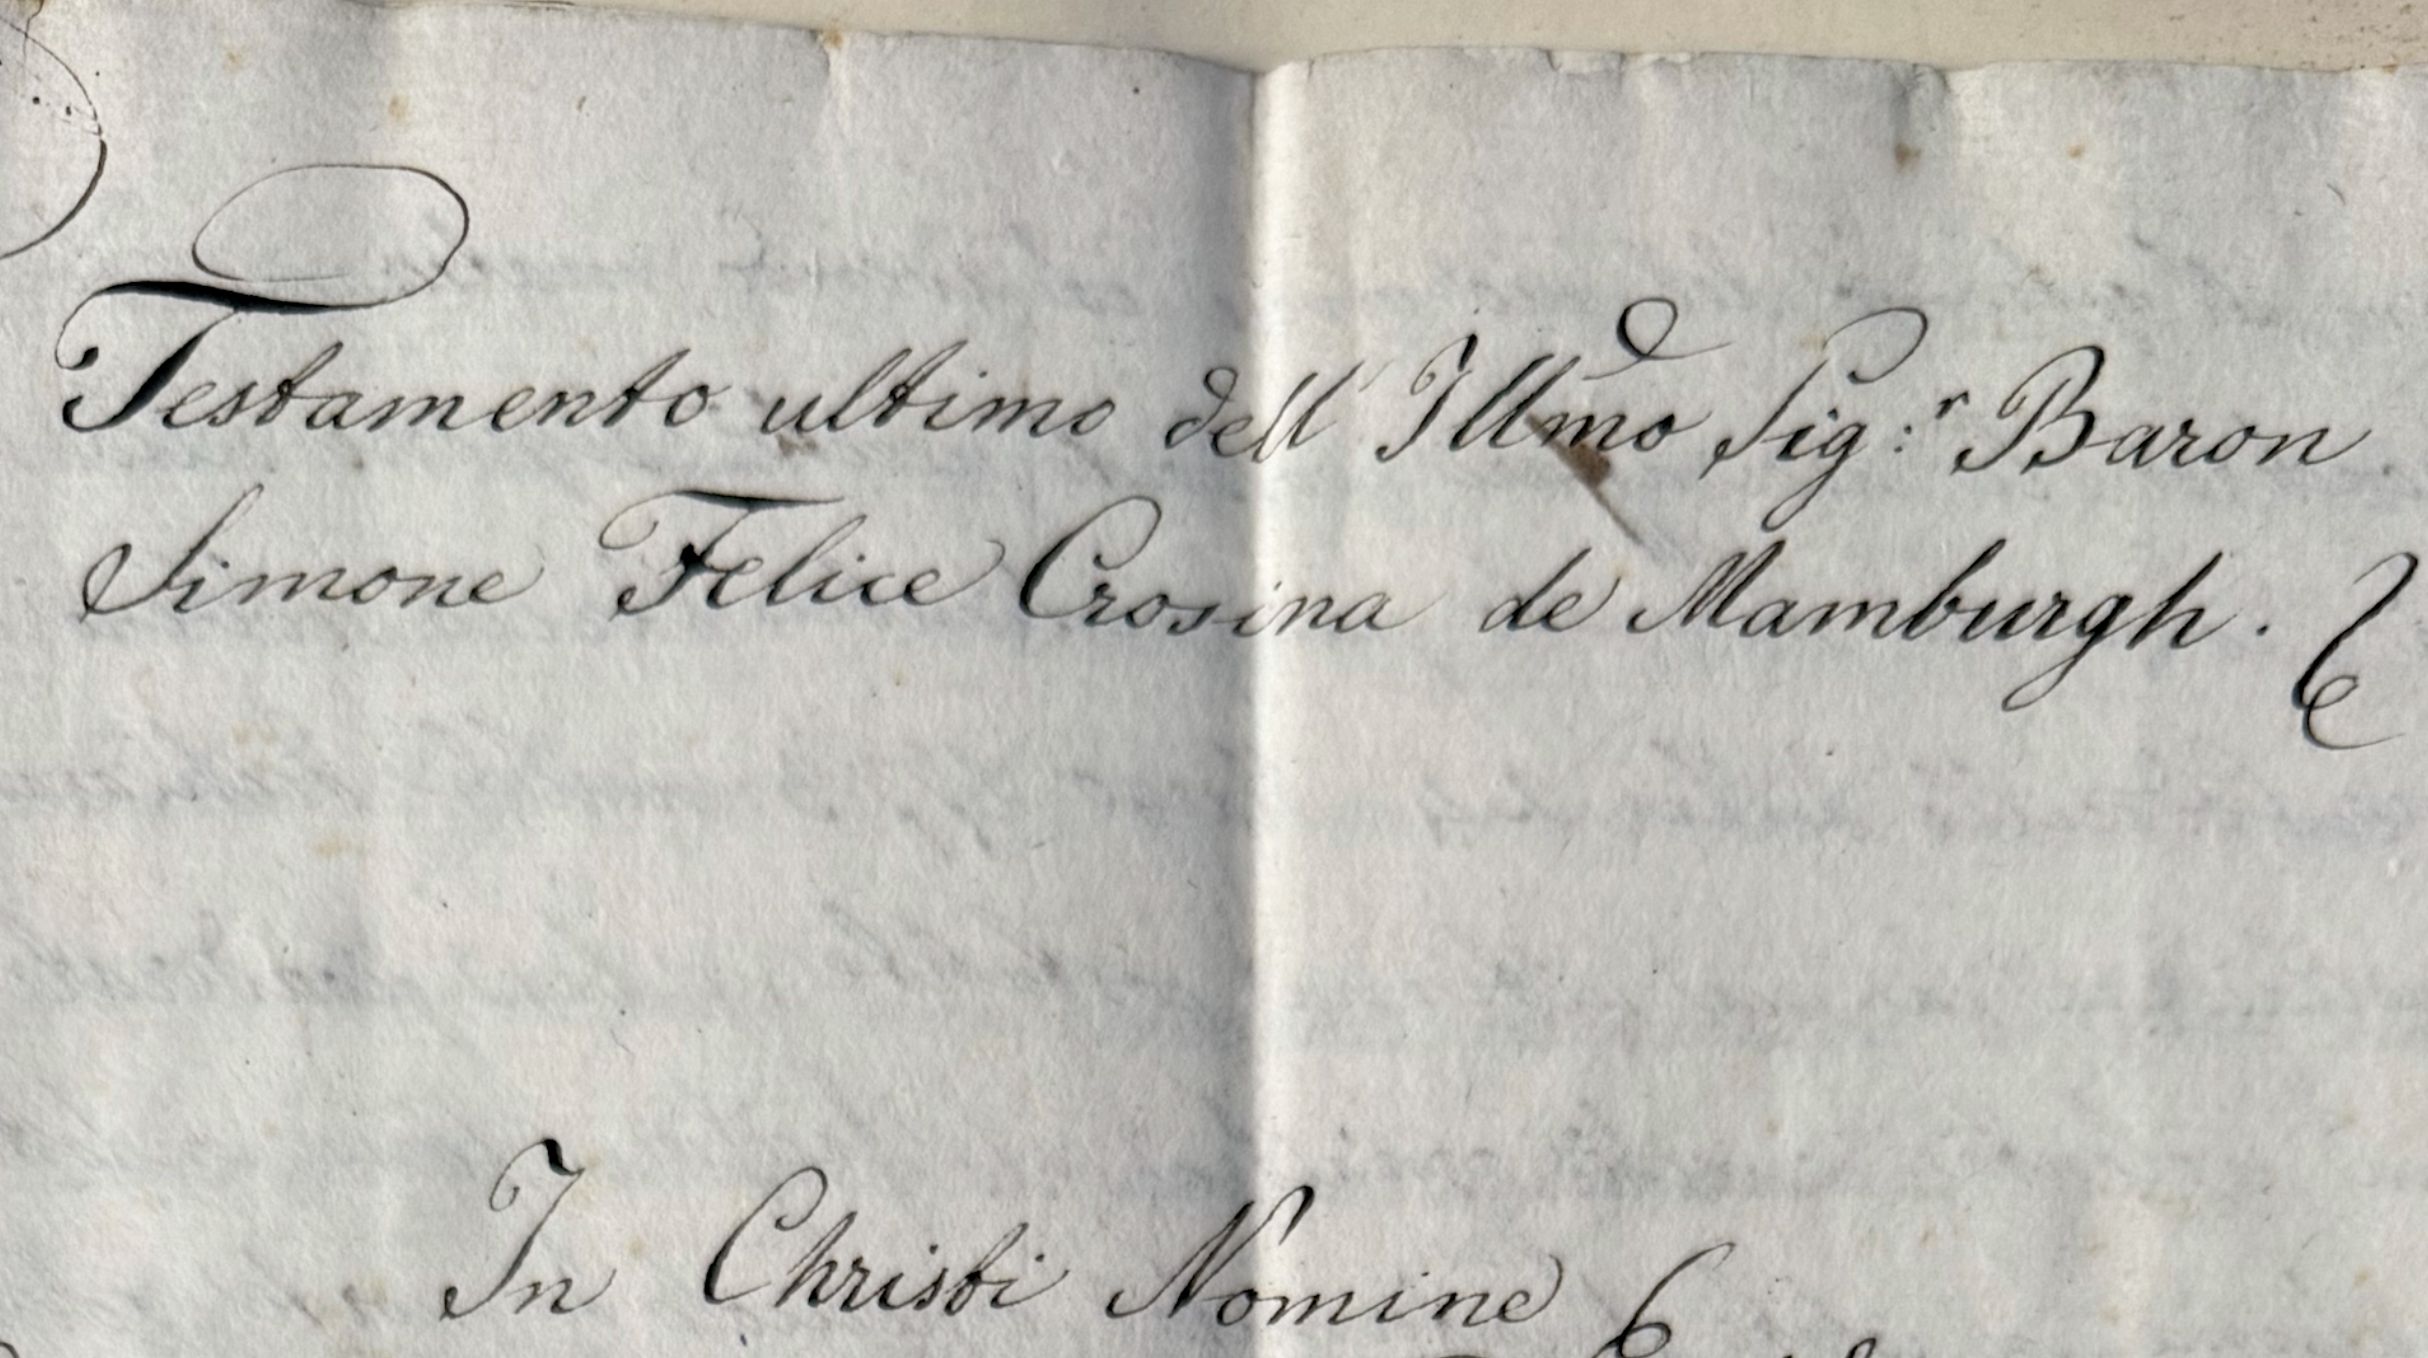 Testamento ultimo dell' Illmo Sig:r Baron
Simone Felice Crosina de Mamburgh.
In Christi Nomine